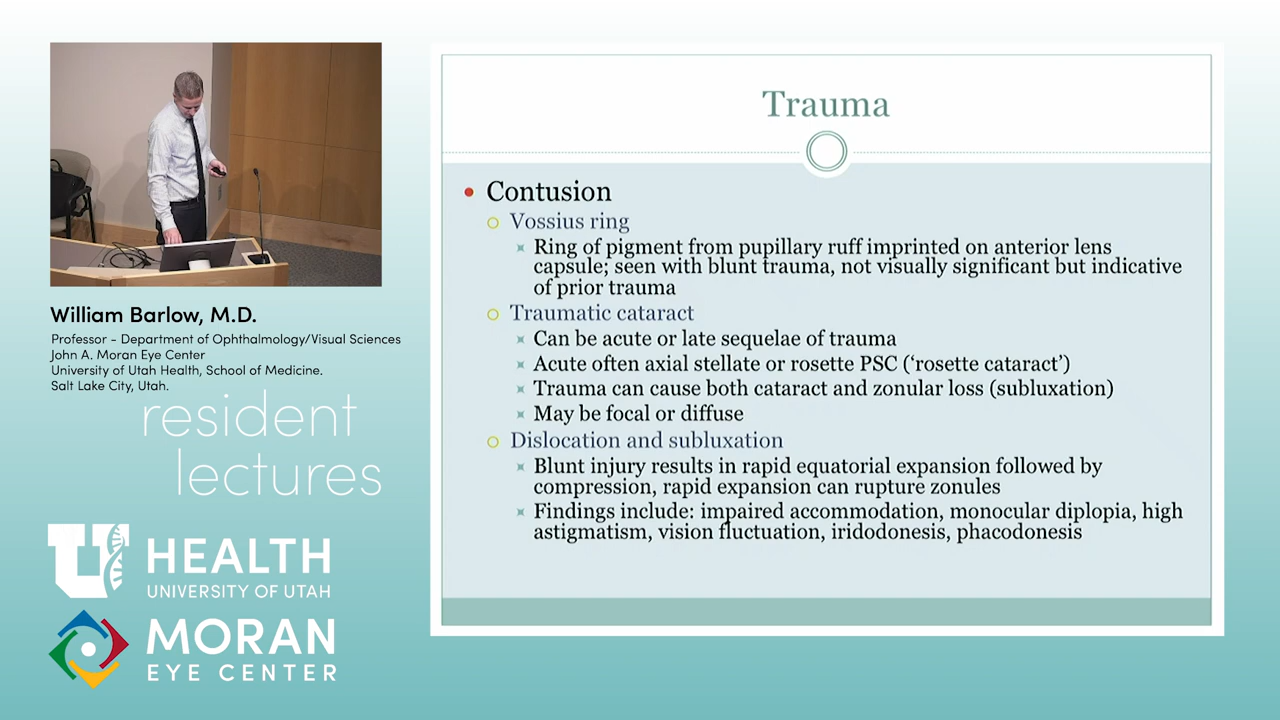 William Barlow, M.D.
Professor - Department of Ophthalmology/Visual Sciences
John A. Moran Eye Center
University of Utah Health, School of Medicine.
Salt Lake City, Utah.
resident
lectures
U HEALTH
UNIVERSITY OF UTAH
MORAN
EYE CENTER
Trauma
Contusion
Vossius ring
Ring of pigment from pupillary ruff imprinted on anterior lens
capsule; seen with blunt trauma, not visually significant but indicative
of prior trauma
Traumatic cataract
Can be acute or late sequelae of trauma
Acute often axial stellate or rosette PSC (‘rosette cataract’)
Trauma can cause both cataract and zonular loss (subluxation)
May be focal or diffuse
Dislocation and subluxation
Blunt injury results in rapid equatorial expansion followed by
compression, rapid expansion can rupture zonules
Findings include: impaired accommodation, monocular diplopia, high
astigmatism, vision fluctuation, iridodonesis, phacodonesis